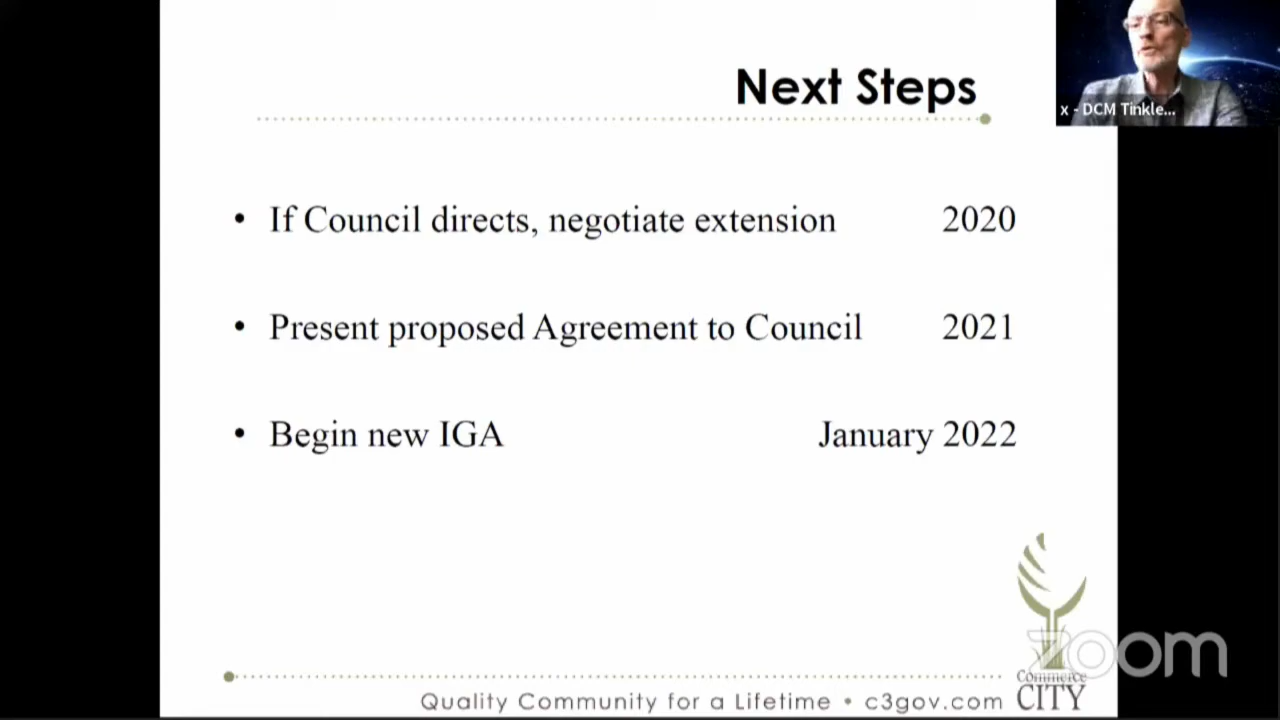 Next Steps
x - DCM Tinkle...
• If Council directs, negotiate extension 2020
• Present proposed Agreement to Council 2021
• Begin new IGA January 2022
zoom
Commerce
CITY
Quality Community for a Lifetime • c3gov.com